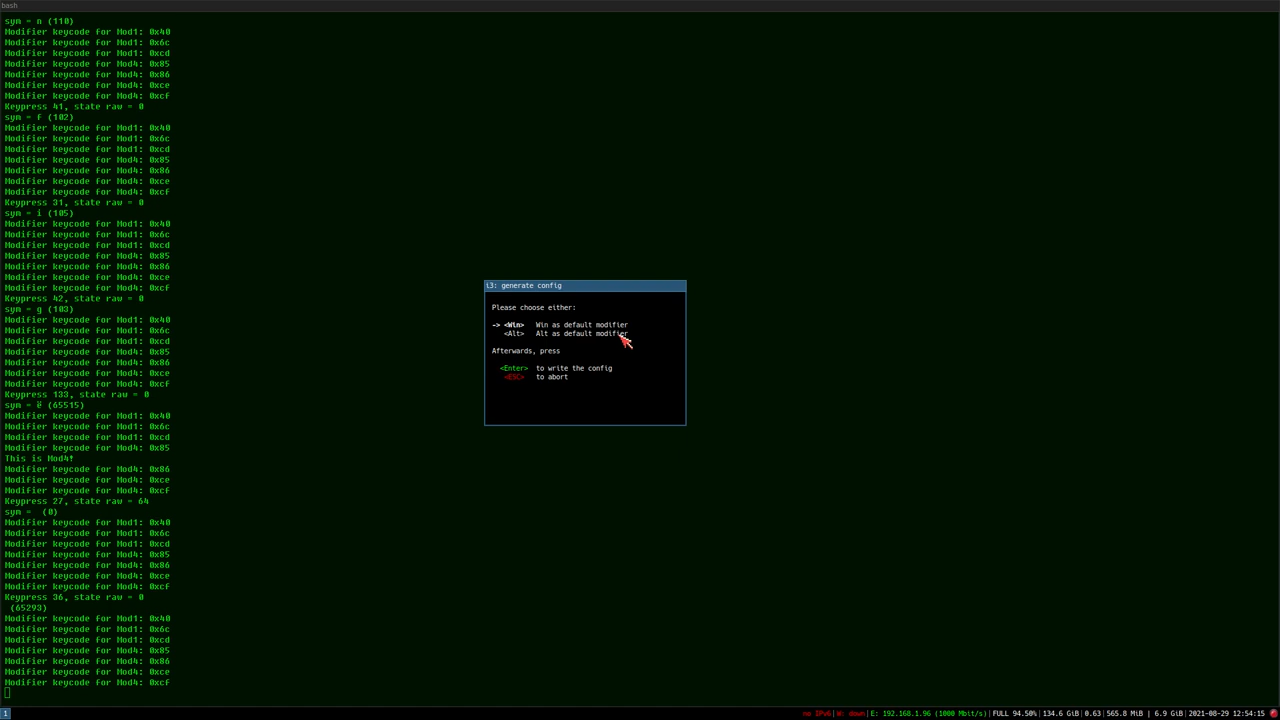 bash
sym = n (110)
Modifier keycode for Mod1: 0x40
Modifier keycode for Mod1: 0x6c
Modifier keycode for Mod1: 0xcd
Modifier keycode for Mod4: 0x85
Modifier keycode for Mod4: 0x86
Modifier keycode for Mod4: 0xce
Modifier keycode for Mod4: 0xcf
Keypress 41, state raw = 0
sym = f (102)
Modifier keycode for Mod1: 0x40
Modifier keycode for Mod1: 0x6c
Modifier keycode for Mod1: 0xcd
Modifier keycode for Mod4: 0x85
Modifier keycode for Mod4: 0x86
Modifier keycode for Mod4: 0xce
Modifier keycode for Mod4: 0xcf
Keypress 31, state raw = 0
sym = i (105)
Modifier keycode for Mod1: 0x40
Modifier keycode for Mod1: 0x6c
Modifier keycode for Mod1: 0xcd
Modifier keycode for Mod4: 0x85
Modifier keycode for Mod4: 0x86
Modifier keycode for Mod4: 0xce
Modifier keycode for Mod4: 0xcf
Keypress 42, state raw = 0
sym = g (103)
Modifier keycode for Mod1: 0x40
Modifier keycode for Mod1: 0x6c
Modifier keycode for Mod1: 0xcd
Modifier keycode for Mod4: 0x85
Modifier keycode for Mod4: 0x86
Modifier keycode for Mod4: 0xce
Modifier keycode for Mod4: 0xcf
Keypress 133, state raw = 0
sym = (65515)
Modifier keycode for Mod1: 0x40
Modifier keycode for Mod1: 0x6c
Modifier keycode for Mod1: 0xcd
Modifier keycode for Mod4: 0x85
This is Mod4!
Modifier keycode for Mod4: 0x86
Modifier keycode for Mod4: 0xce
Modifier keycode for Mod4: 0xcf
Keypress 27, state raw = 64
sym =  (0)
Modifier keycode for Mod1: 0x40
Modifier keycode for Mod1: 0x6c
Modifier keycode for Mod1: 0xcd
Modifier keycode for Mod4: 0x85
Modifier keycode for Mod4: 0x86
Modifier keycode for Mod4: 0xce
Modifier keycode for Mod4: 0xcf
Keypress 36, state raw = 0
(65293)
Modifier keycode for Mod1: 0x40
Modifier keycode for Mod1: 0x6c
Modifier keycode for Mod1: 0xcd
Modifier keycode for Mod4: 0x85
Modifier keycode for Mod4: 0x86
Modifier keycode for Mod4: 0xce
Modifier keycode for Mod4: 0xcf
i3: generate config
Please choose either:
-> <Win> Win as default modifier
<Alt> Alt as default modifier
Afterwards, press
<Enter> to write the config
<ESC> to abort
1
no IPv6|W: down|E: 192.168.1.96 (1000 Mbit/s)|FULL 94.50%|134.6 GiB|0.63|565.8 MiB | 6.9 GiB|2021-08-29 12:54:15